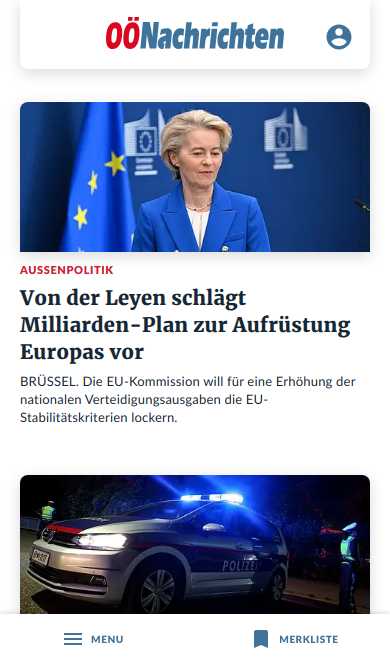 OÖNachrichten
AUSSENPOLITIK
Von der Leyen schlägt
Milliarden-Plan zur Aufrüstung
Europas vor
BRÜSSEL. Die EU-Kommission will für eine Erhöhung der
nationalen Verteidigungsausgaben die EU-
Stabilitätskriterien lockern.
POLIZEI
MENU
MERKLISTE